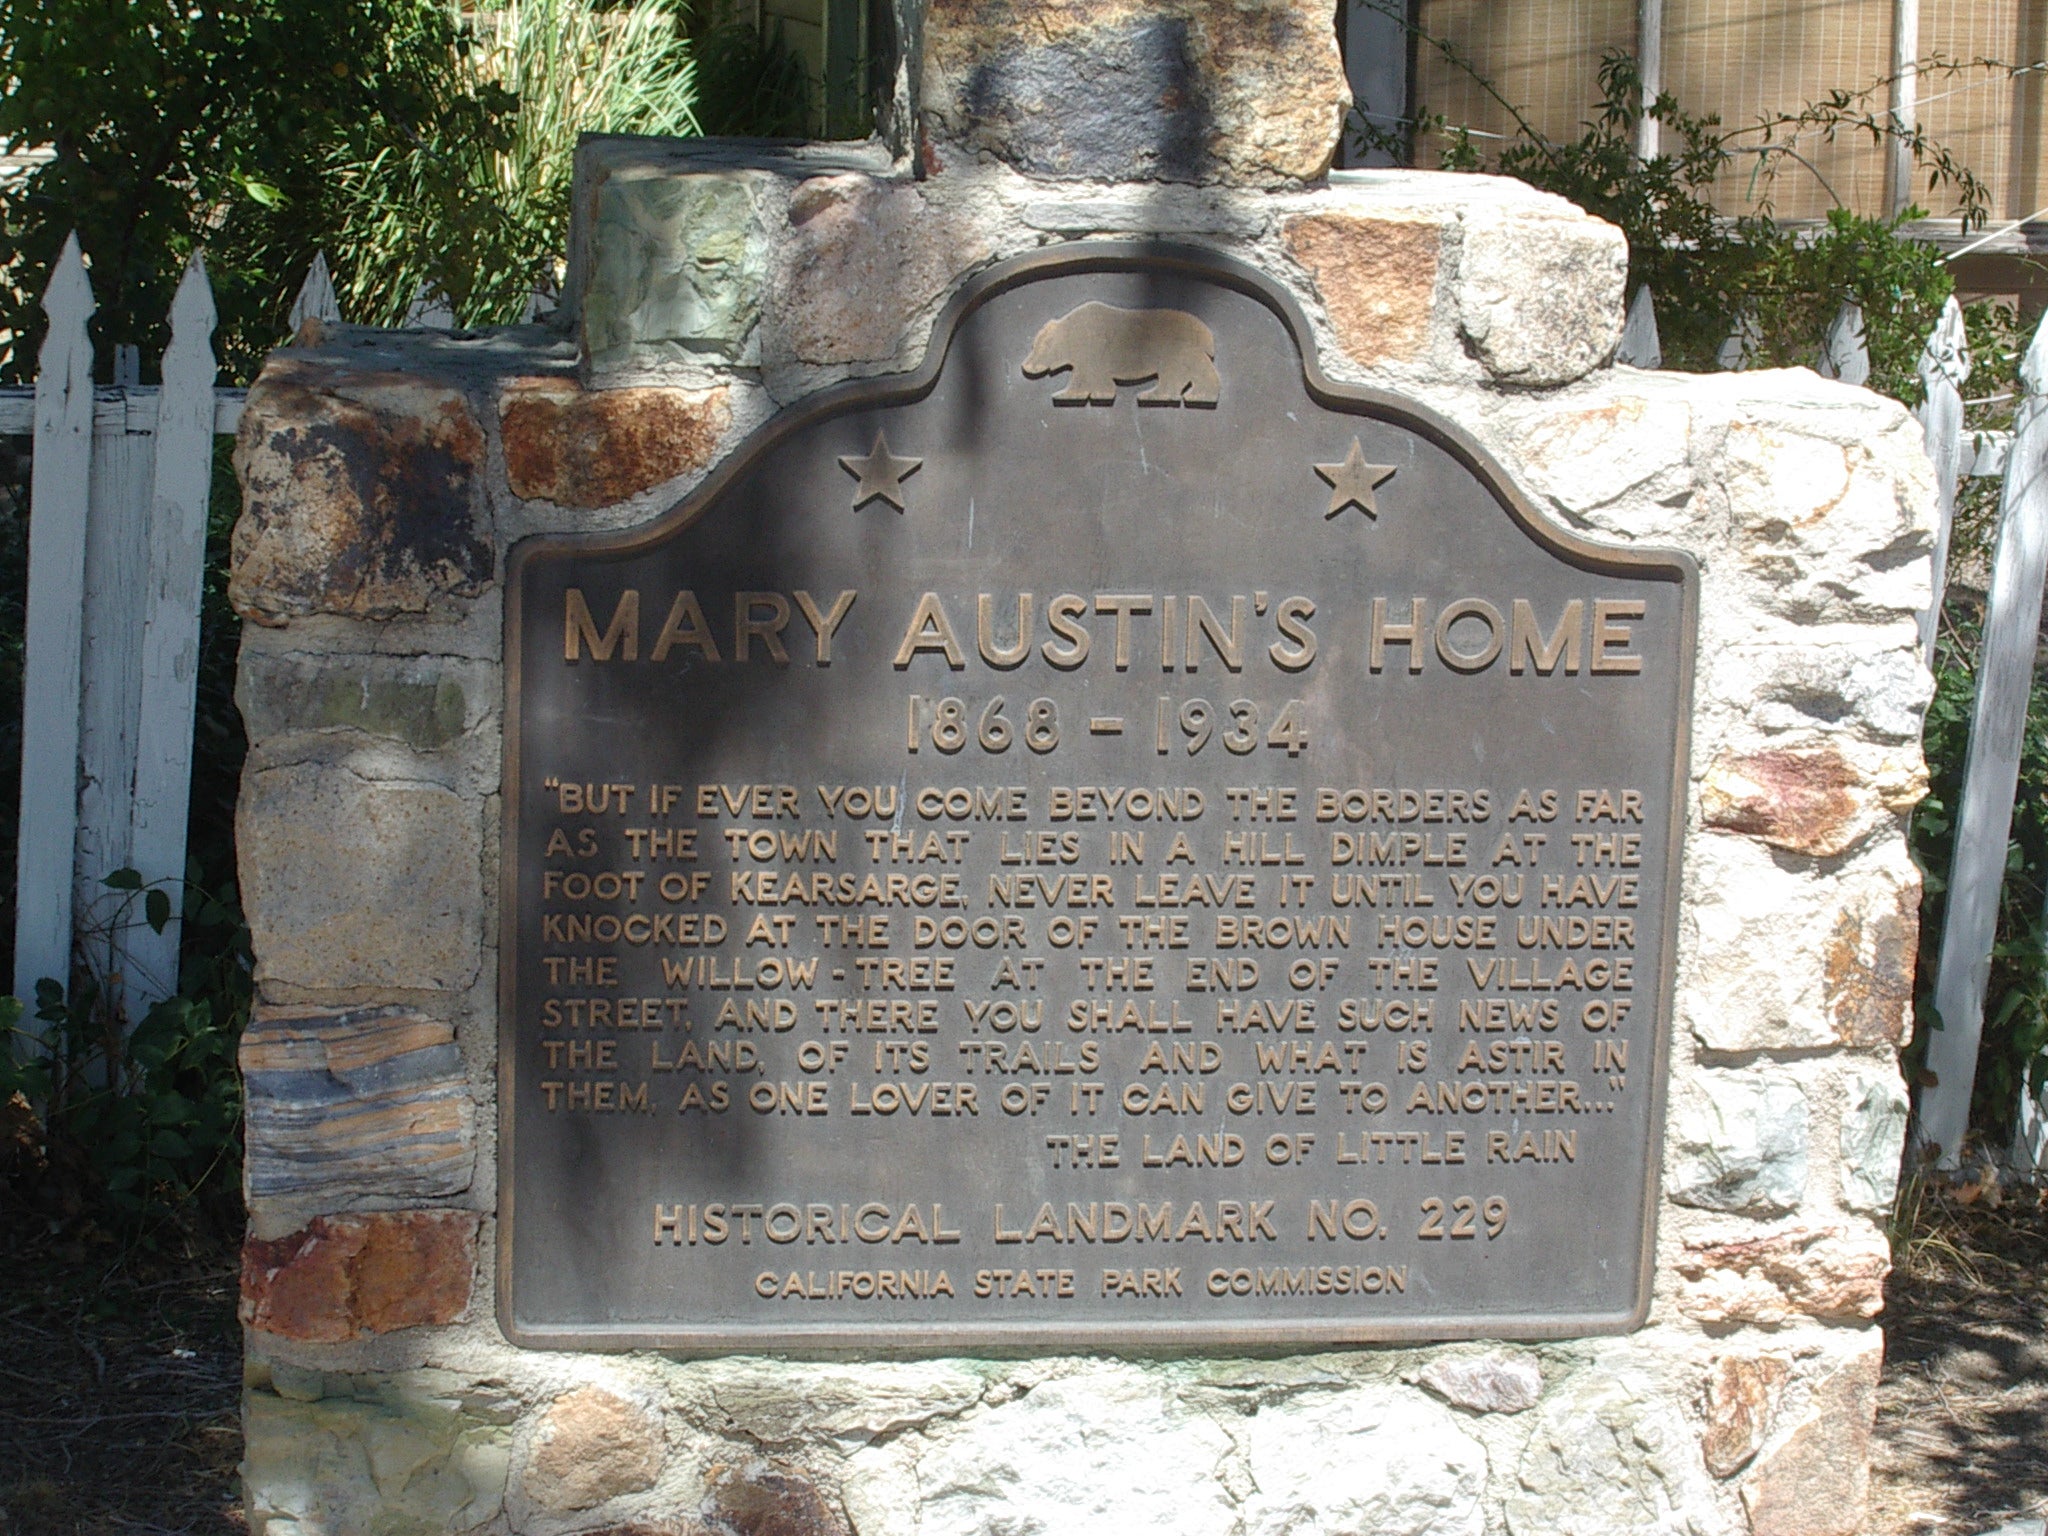 MARY AUSTIN'S HOME
1868 - 1934
"BUT IF EVER YOU COME BEYOND THE BORDERS AS FAR
AS THE TOWN THAT LIES IN A HILL DIMPLE AT THE
FOOT OF KEARSARGE, NEVER LEAVE IT UNTIL YOU HAVE
KNOCKED AT THE DOOR OF THE BROWN HOUSE UNDER
THE WILLOW-TREE AT THE END OF THE VILLAGE
STREET, AND THERE YOU SHALL HAVE SUCH NEWS OF
THE LAND, OF ITS TRAILS AND WHAT IS ASTIR IN
THEM, AS ONE LOVER OF IT CAN GIVE TO ANOTHER..."
THE LAND OF LITTLE RAIN
HISTORICAL LANDMARK NO. 229
CALIFORNIA STATE PARK COMMISSION